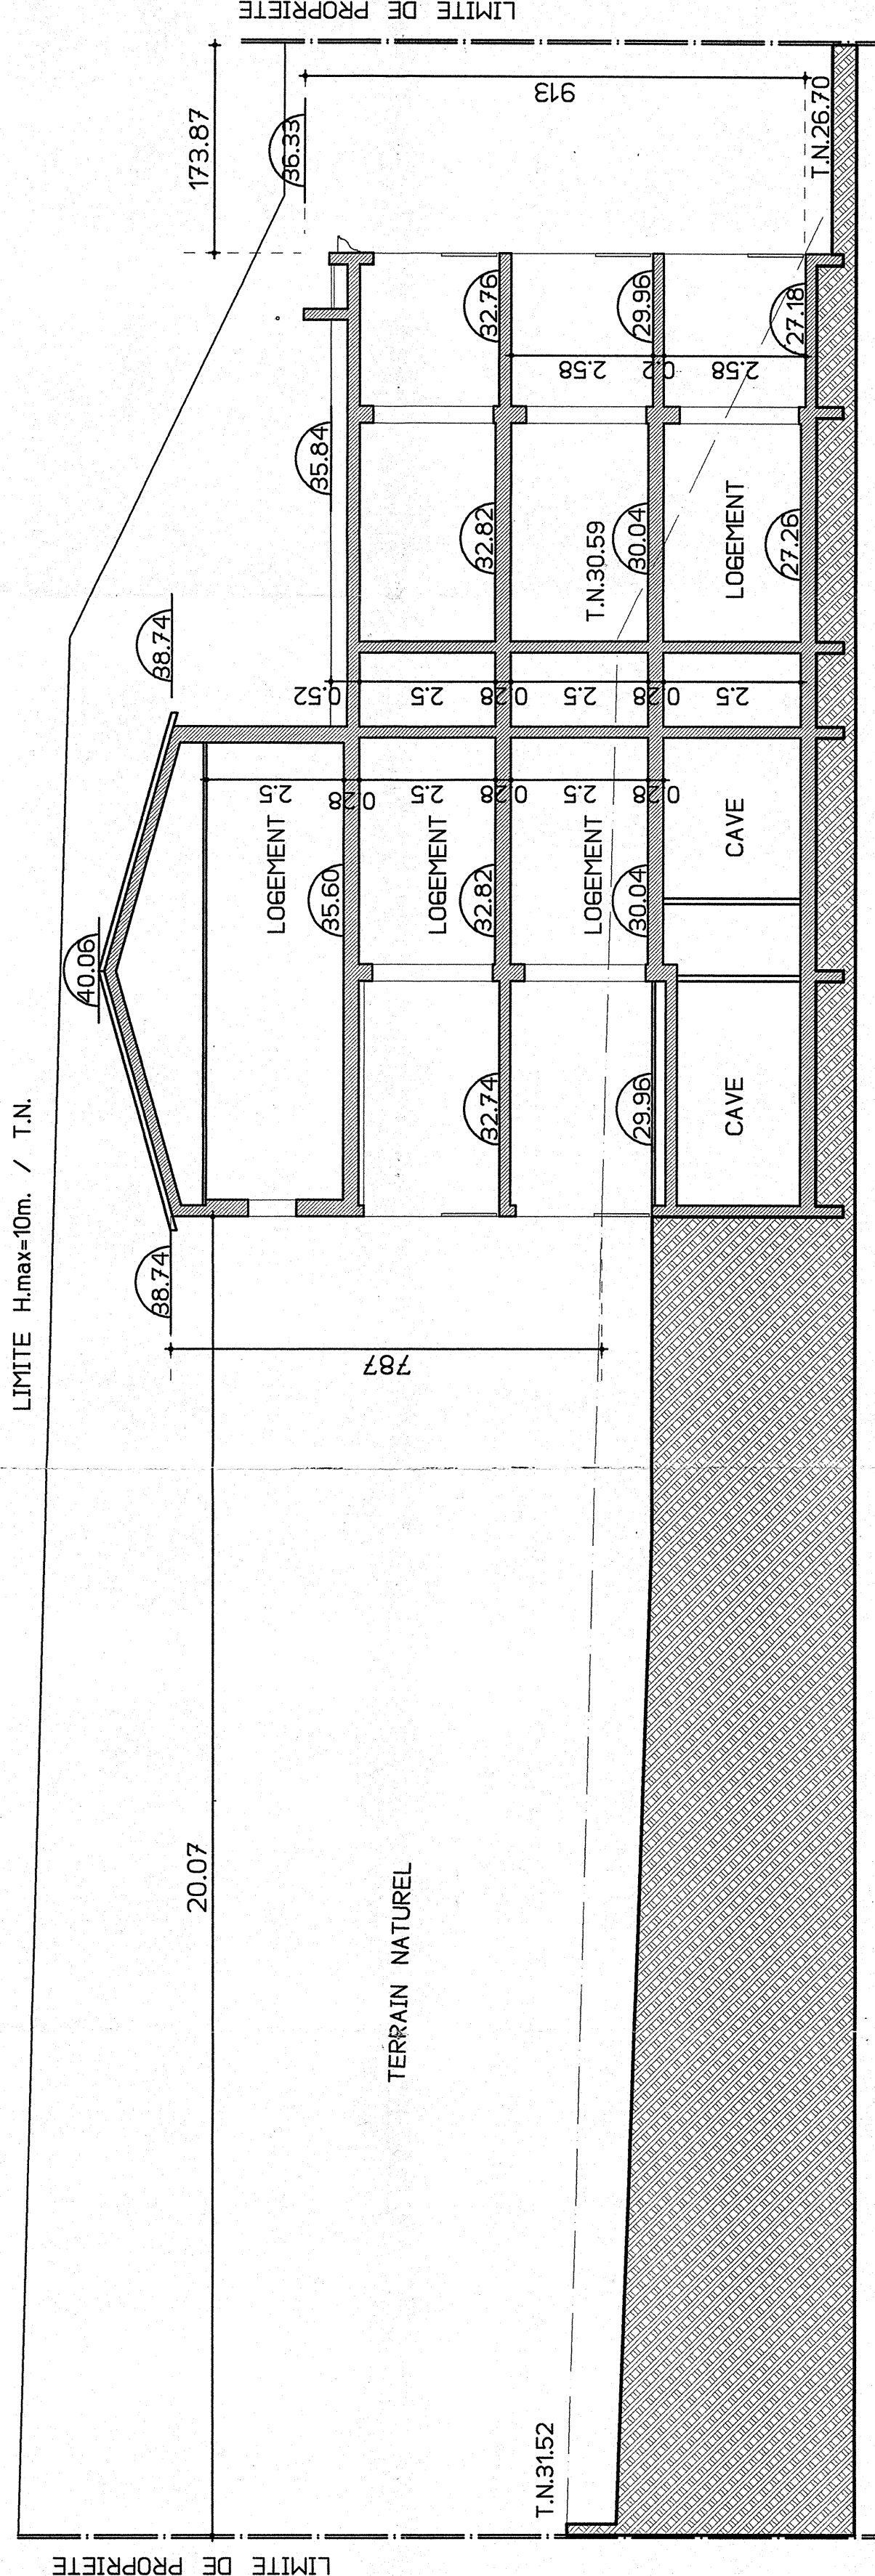 LIMITE DE PROPRIETE
173.87
36.33
913
T.N.26.70
32.76
29.96
27.18
2.58
0.2
2.58
35.84
32.82
T.N.30.59
30.04
LOGEMENT
27.26
38.74
0.52
2.5
0.28
2.5
0.28
2.5
2.5
0.28
2.5
0.28
2.5
0.28
LOGEMENT
LOGEMENT
LOGEMENT
CAVE
35.60
32.82
30.04
40.06
LIMITE H.max=10m. / T.N.
32.74
29.96
CAVE
38.74
787
20.07
TERRAIN NATUREL
T.N.31.52
LIMITE DE PROPRIETE